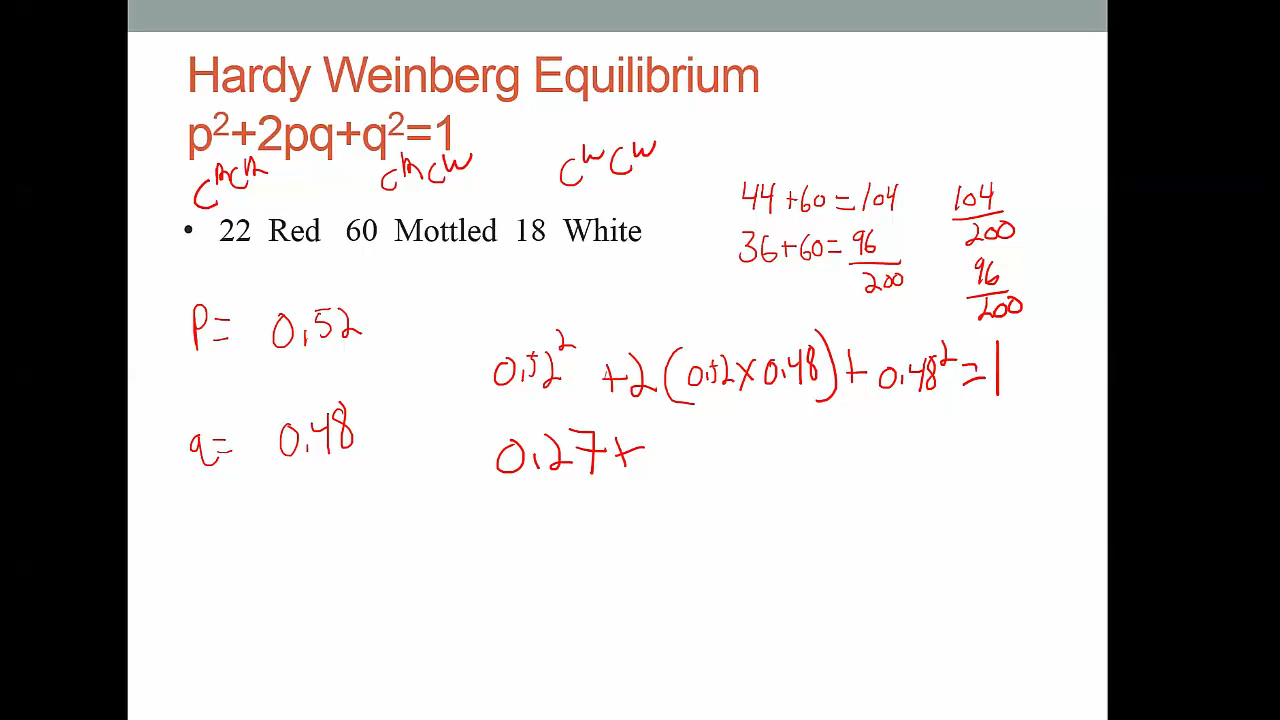 Hardy Weinberg Equilibrium
p²+2pq+q²=1
CᴿCᴿ CᴿCᵂ CᵂCᵂ
• 22 Red 60 Mottled 18 White
44+60=104
104/200
36+60=96/200
96/200
P= 0.52
0.52² +2(0.52×0.48)+0.48²=1
q= 0.48
0.27+